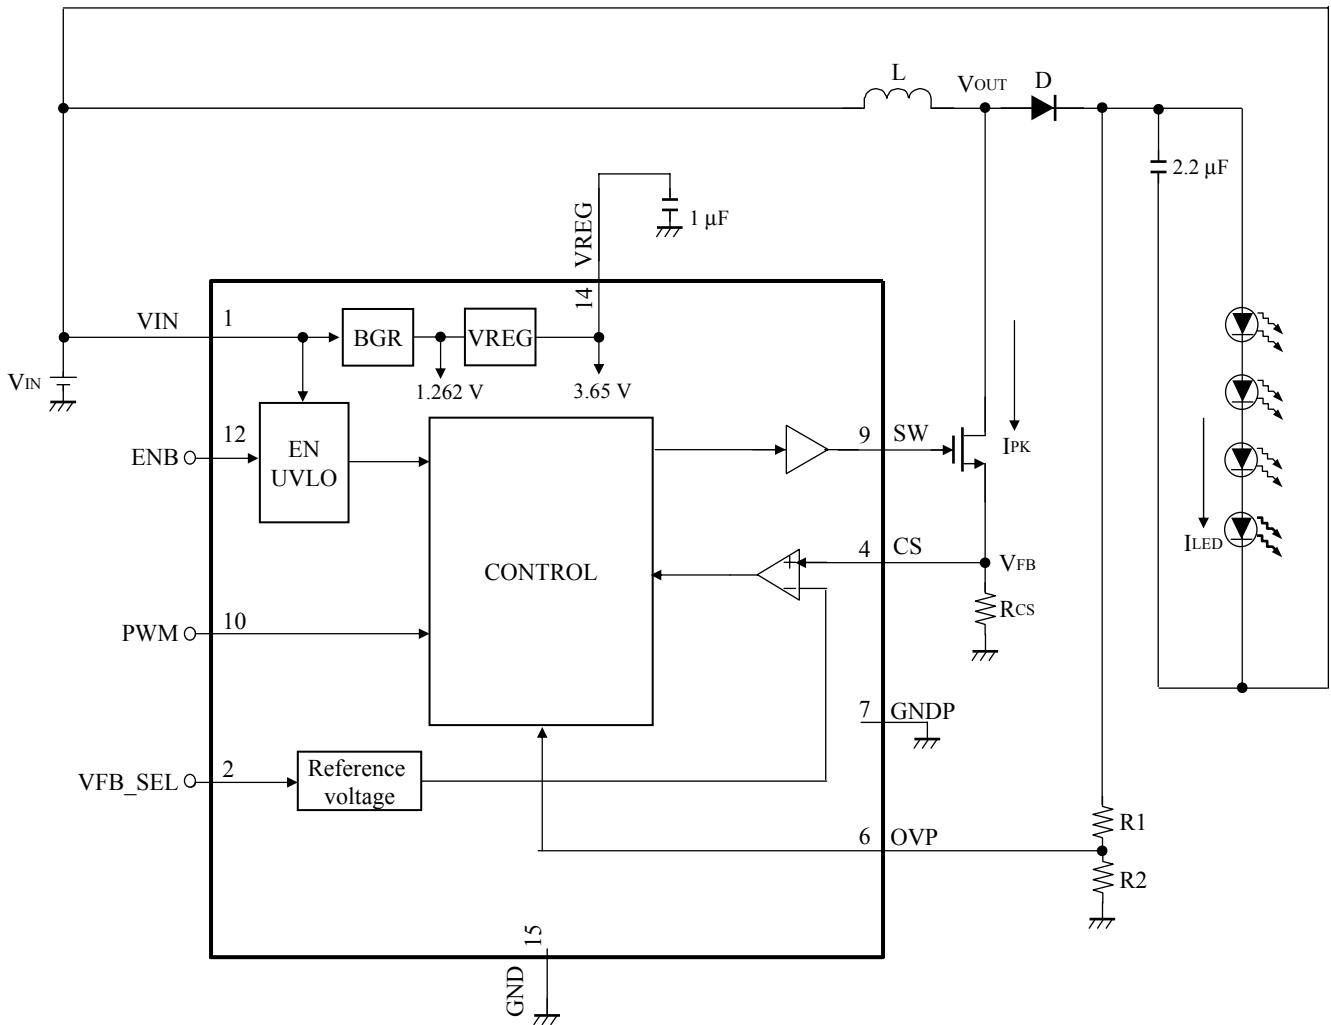 L
VOUT
D
2.2 µF
VREG
1 µF
14
VIN
1
BGR
VREG
VIN
1.262 V
3.65 V
12
ENB
EN
UVLO
9
SW
IPK
ILED
CONTROL
4
CS
VFB
RCS
PWM
10
7
GNDP
VFB_SEL
2
Reference
voltage
6
OVP
R1
R2
15
GND